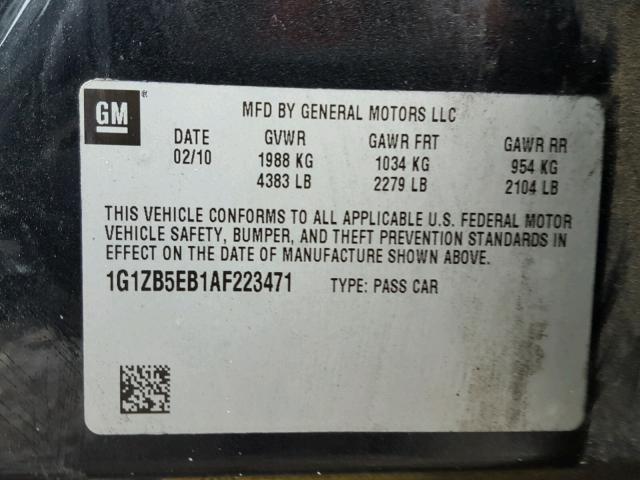 GM ®
MFD BY GENERAL MOTORS LLC
DATE GVWR GAWR FRT GAWR RR
02/10 1988 KG 1034 KG 954 KG
4383 LB 2279 LB 2104 LB
THIS VEHICLE CONFORMS TO ALL APPLICABLE U.S. FEDERAL MOTOR
VEHICLE SAFETY, BUMPER, AND THEFT PREVENTION STANDARDS IN
EFFECT ON THE DATE OF MANUFACTURE SHOWN ABOVE.
1G1ZB5EB1AF223471 TYPE: PASS CAR